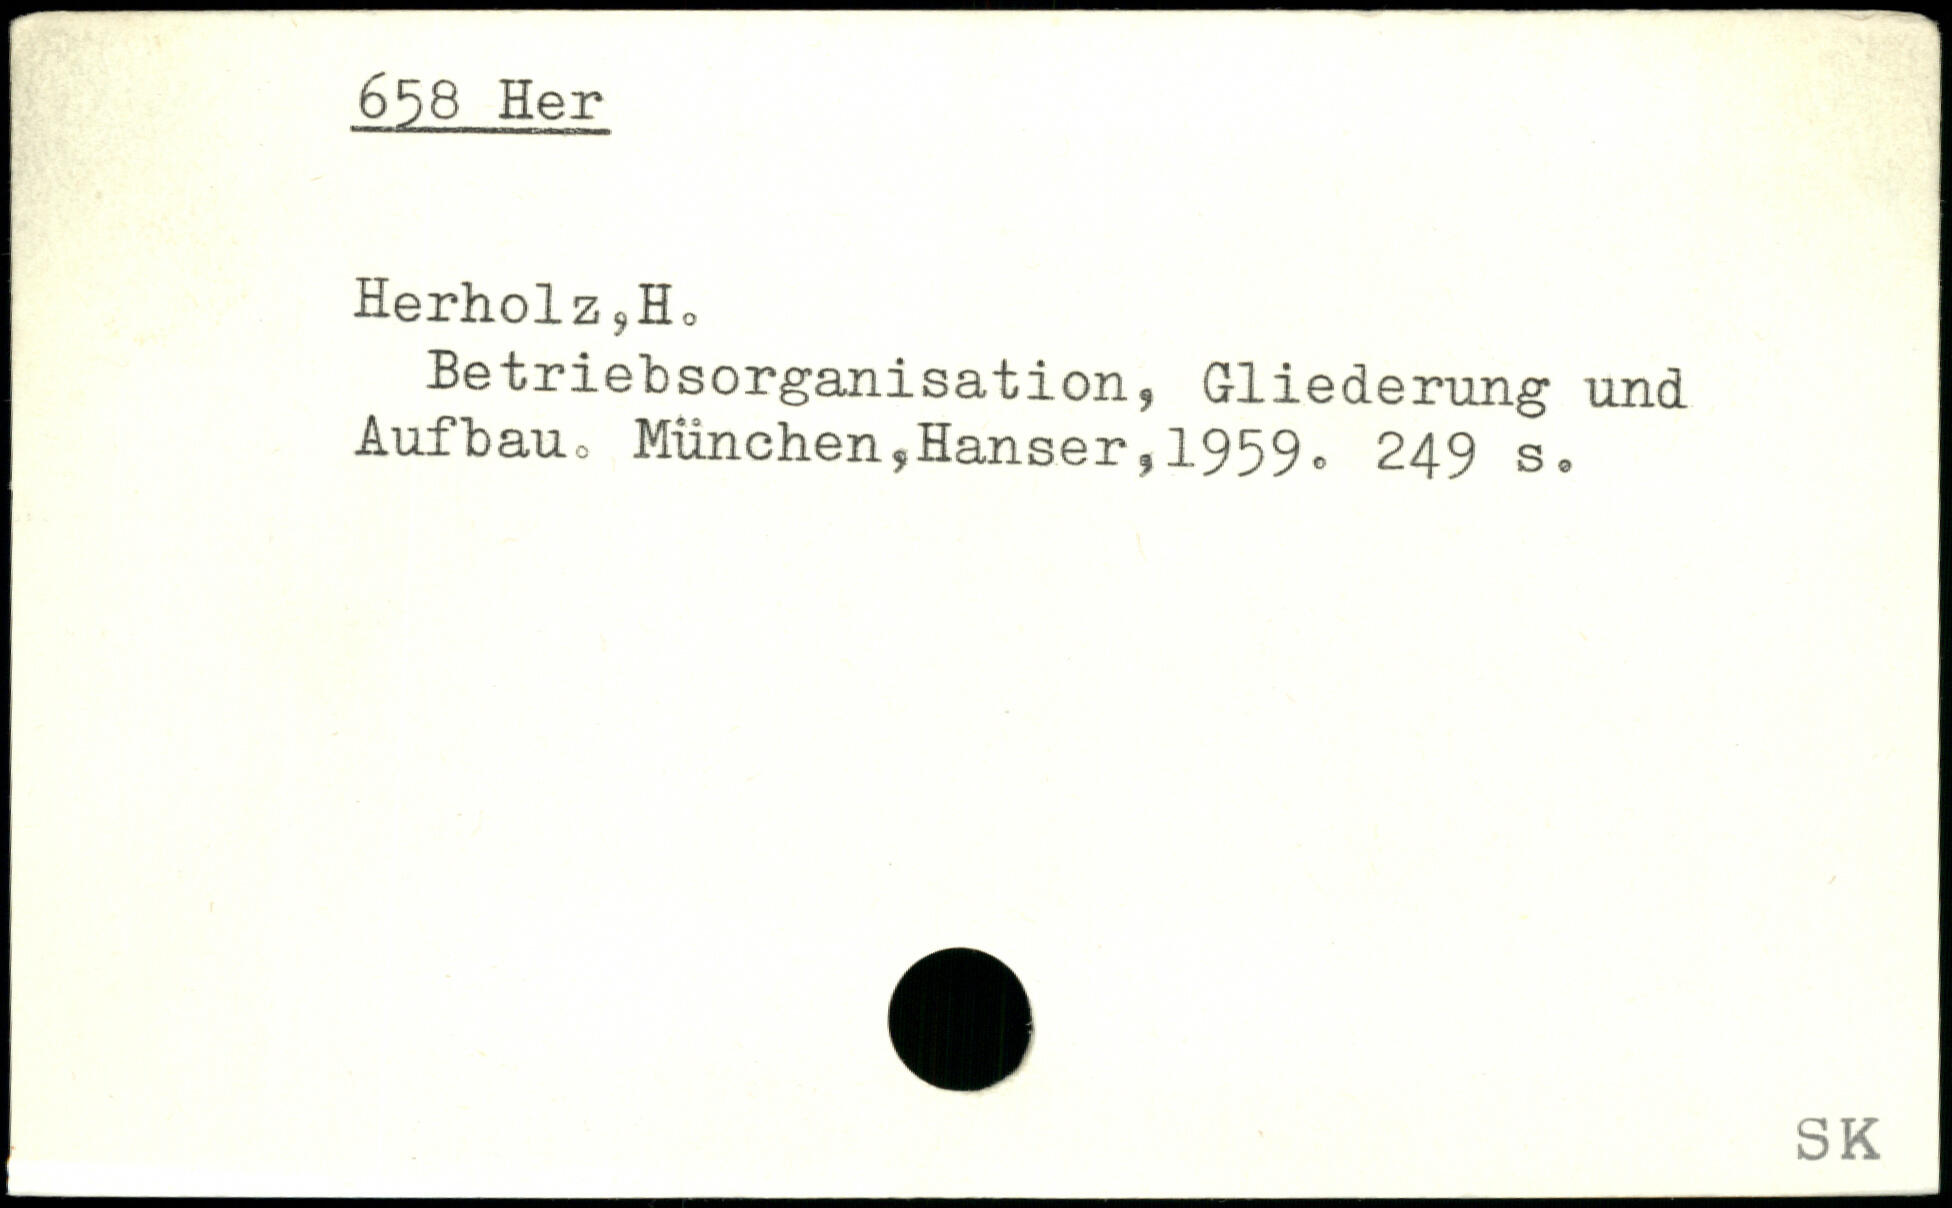 658 Her
Herholz,H.
Betriebsorganisation, Gliederung und
Aufbau. München,Hanser,1959. 249 s.
SK